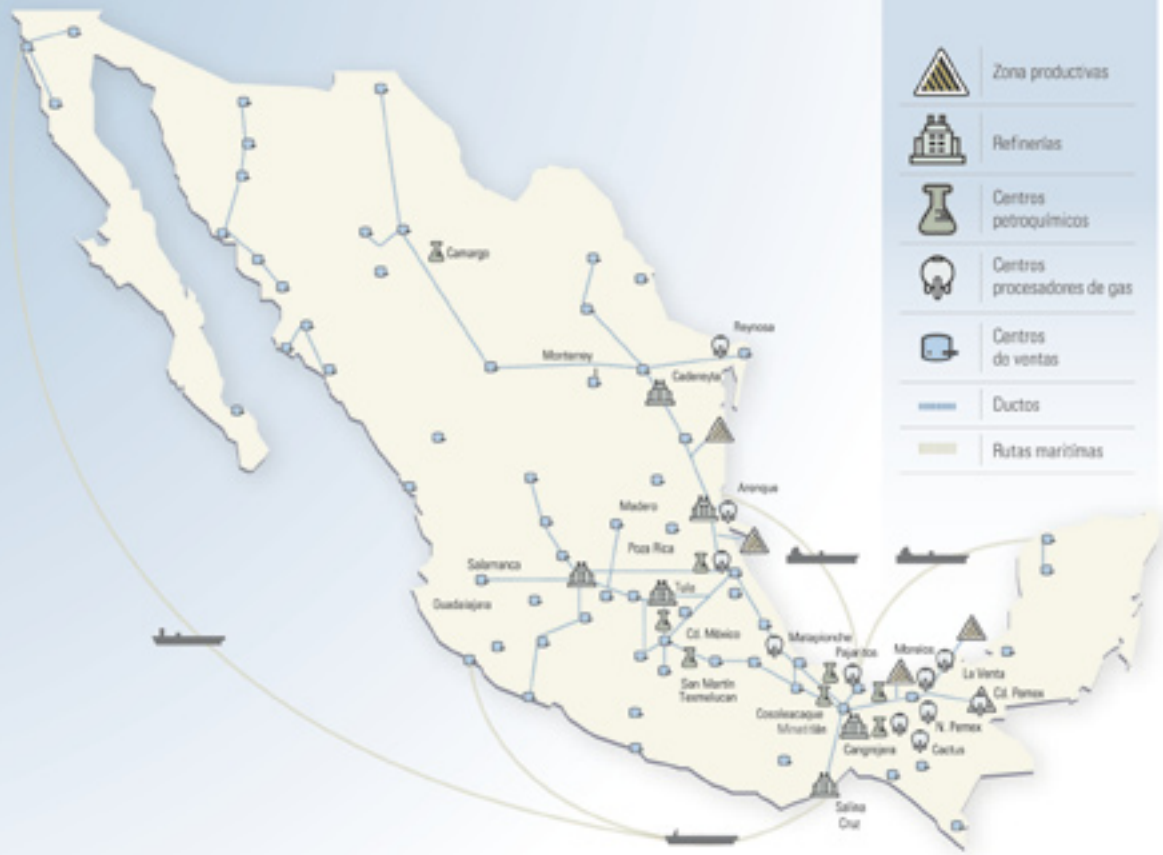 Zona productivas
Refinerías
Centros
petroquímicos
Centros
procesadores de gas
Centros
de ventas
Ductos
Rutas marítimas
Camargo
Reynosa
Monterrey
Cadereyta
Arenque
Madero
Poza Rica
Salamanca
Guadalajara
Tula
Cd. México
Matapionche
Pajaritos
Morelos
La Venta
San Martín
Texmelucan
Cd. Pemex
Cosoleacaque
Minatitlán
N. Pemex
Cangrejera
Cactus
Salina
Cruz